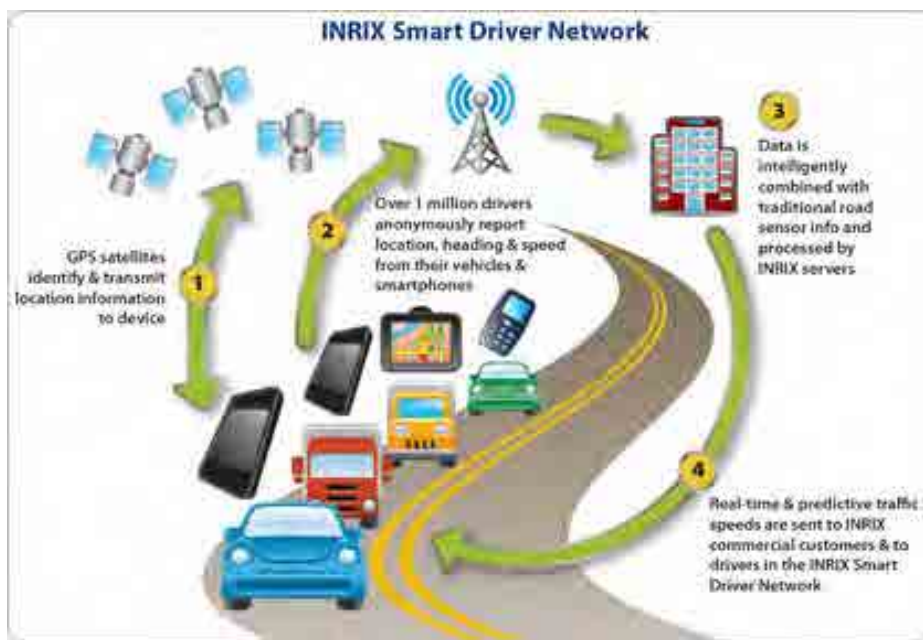 INRIX Smart Driver Network
1
GPS satellites
identify & transmit
location information
to device
2
Over 1 million drivers
anonymously report
location, heading & speed
from their vehicles &
smartphones
3
Data is
intelligently
combined with
traditional road
sensor info and
processed by
INRIX servers
4
Real-time & predictive traffic
speeds are sent to INRIX
commercial customers & to
drivers in the INRIX Smart
Driver Network